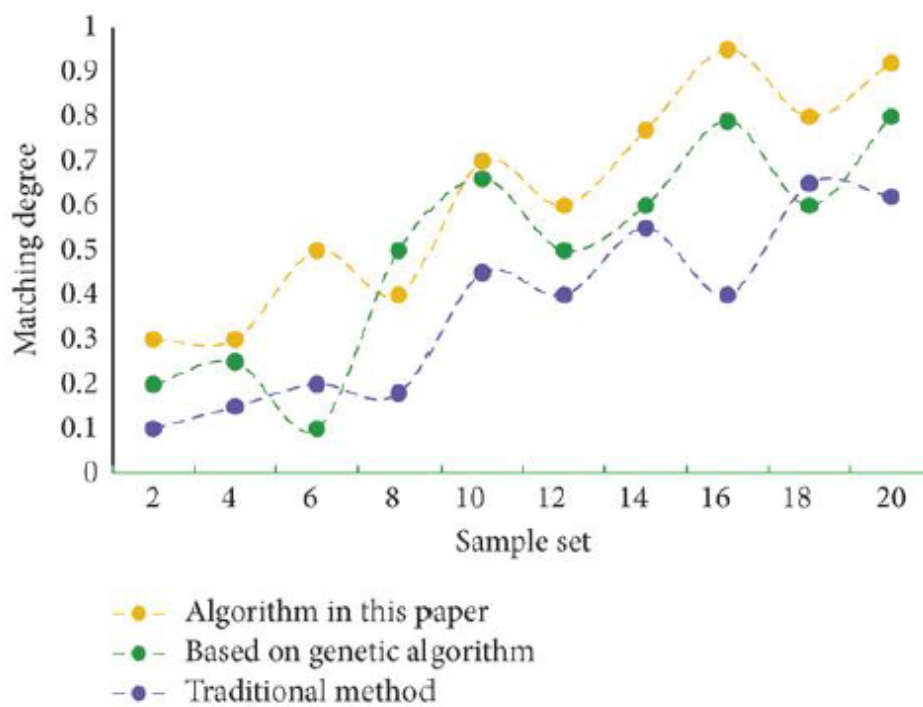 1
0.9
0.8
0.7
0.6
0.5
0.4
0.3
0.2
0.1
0
Matching degree
2 4 6 8 10 12 14 16 18 20
Sample set
Algorithm in this paper
Based on genetic algorithm
Traditional method